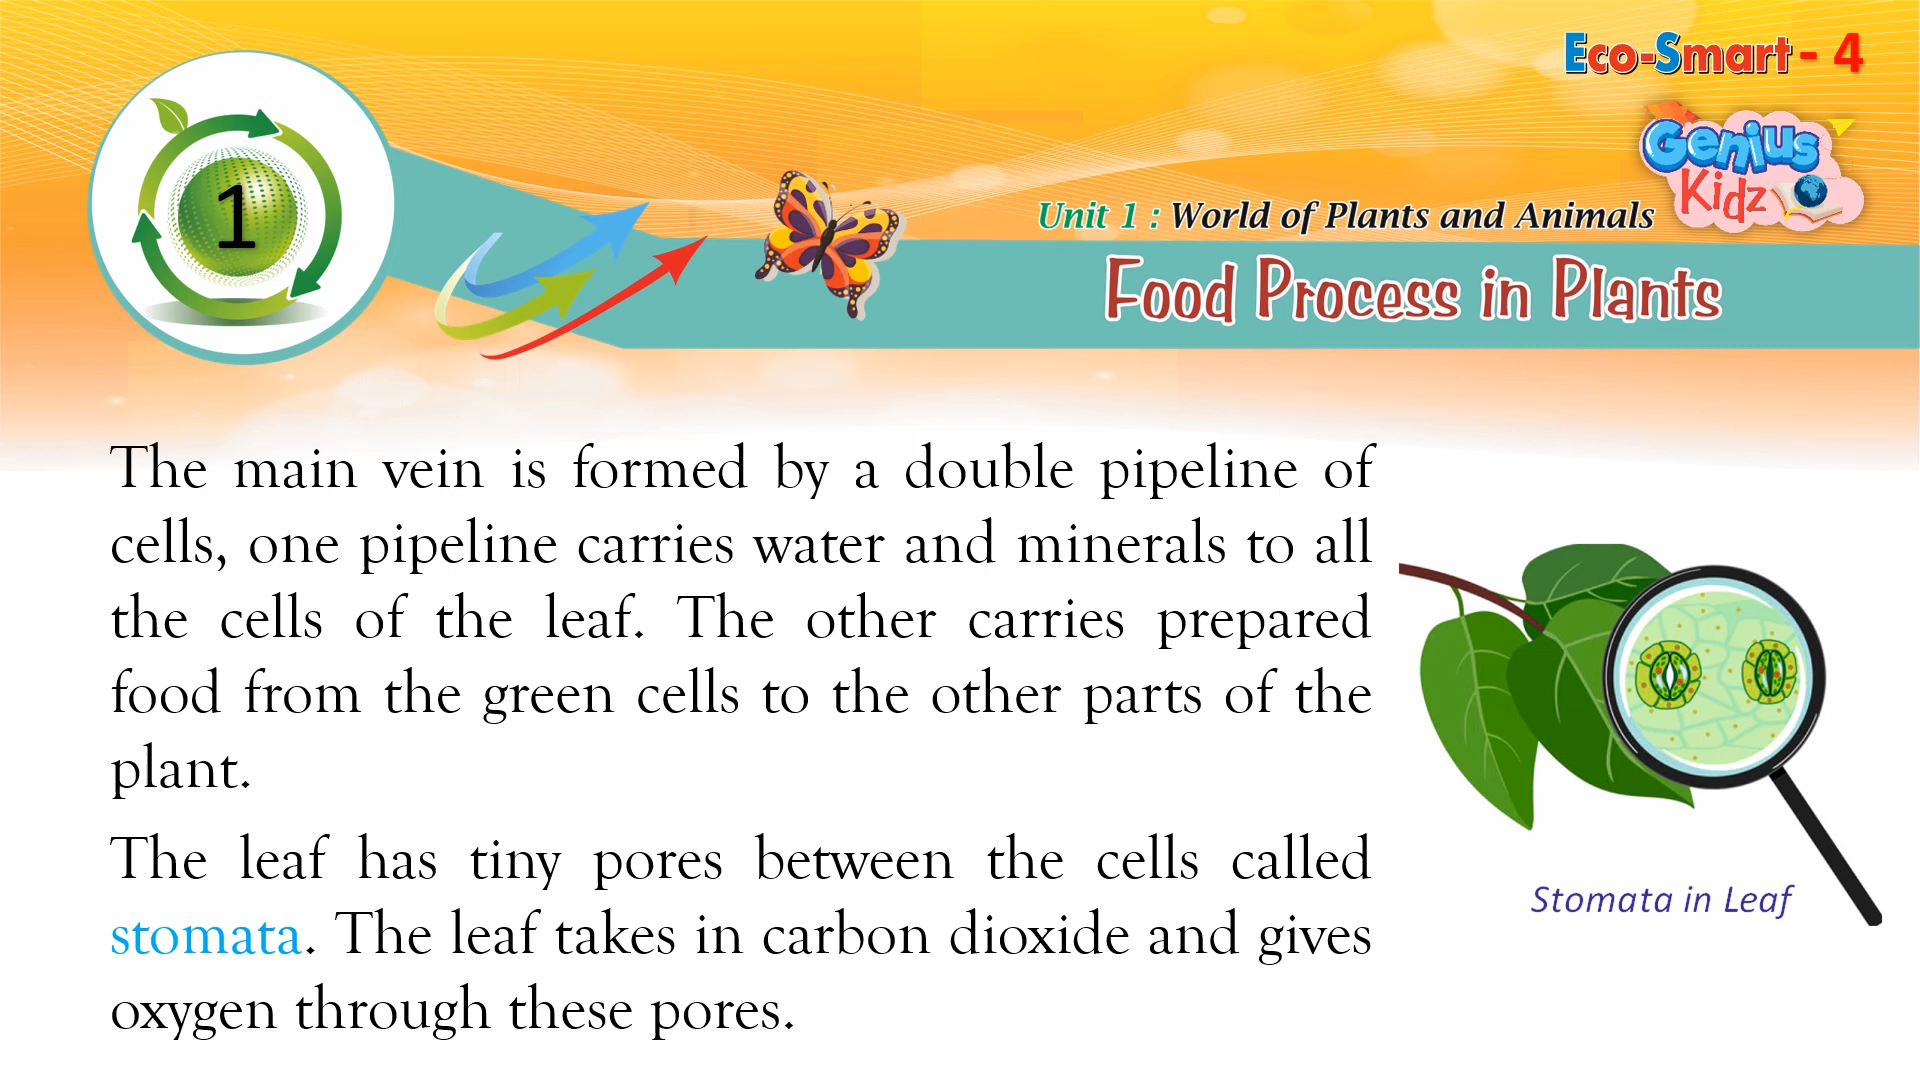 Eco-Smart - 4
Genius
Kidz
1
Unit 1 : World of Plants and Animals
Food Process in Plants
The main vein is formed by a double pipeline of
cells, one pipeline carries water and minerals to all
the cells of the leaf. The other carries prepared
food from the green cells to the other parts of the
plant.
The leaf has tiny pores between the cells called
stomata. The leaf takes in carbon dioxide and gives
oxygen through these pores.
Stomata in Leaf